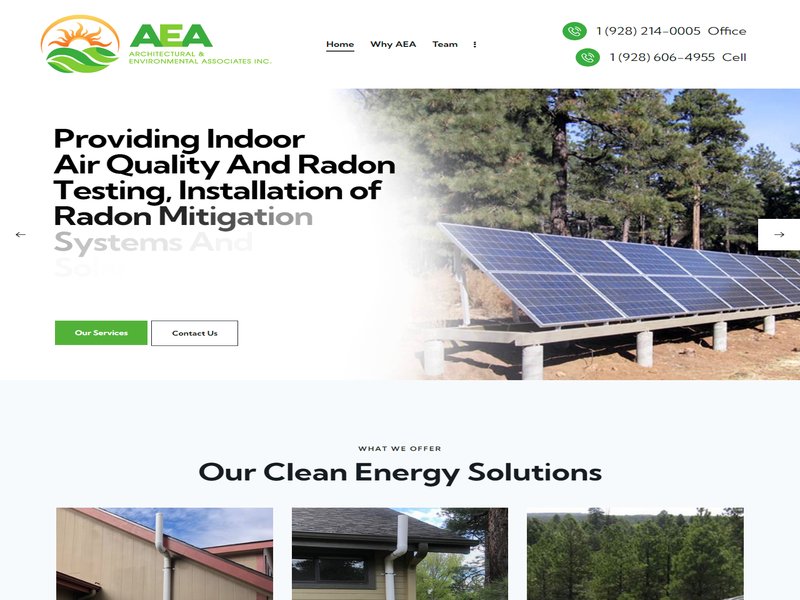 AEA
ARCHITECTURAL &
ENVIRONMENTAL ASSOCIATES INC.
Home
Why AEA
Team
1 (928) 214-0005 Office
1 (928) 606-4955 Cell
Providing Indoor
Air Quality And Radon
Testing, Installation of
Radon Mitigation
Systems And
Our Services
Contact Us
WHAT WE OFFER
Our Clean Energy Solutions